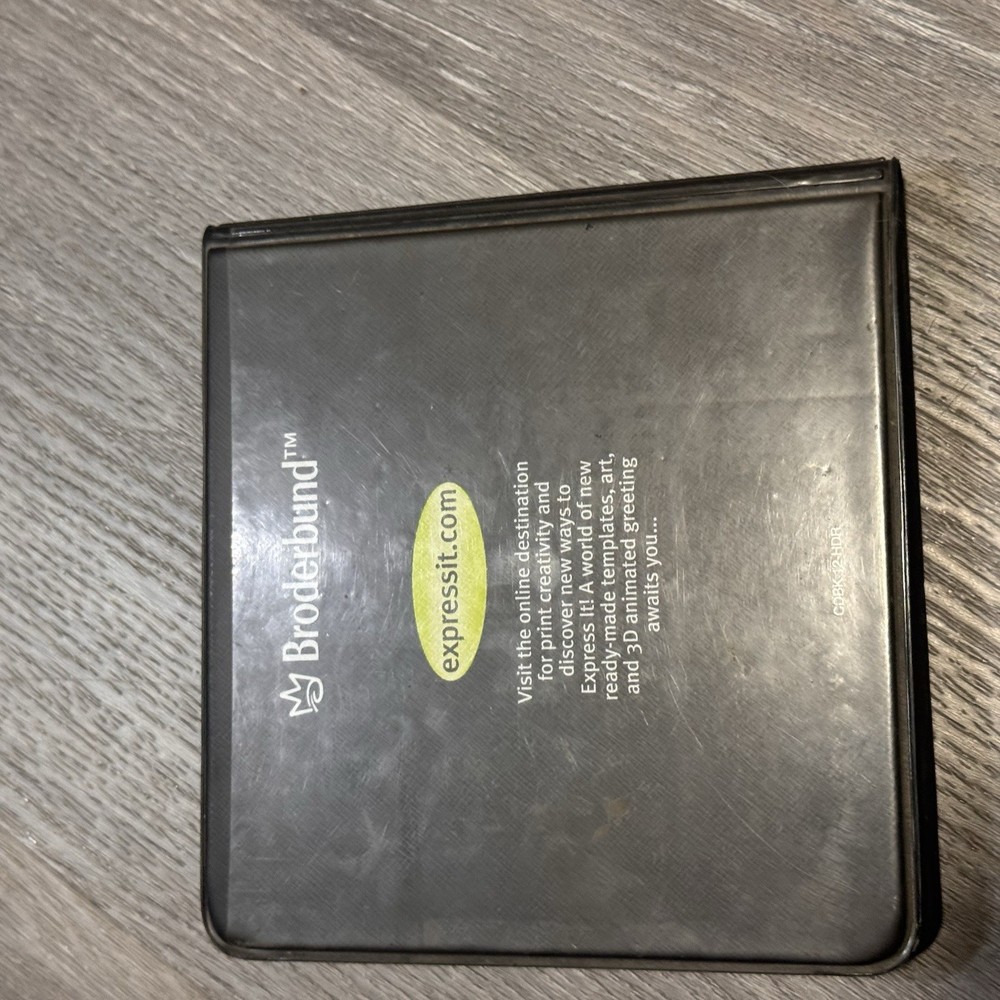 Broderbund™
expressit.com
Visit the online destination
for print creativity and
discover new ways to
Express It! A world of new
ready-made templates, art,
and 3D animated greeting
awaits you...